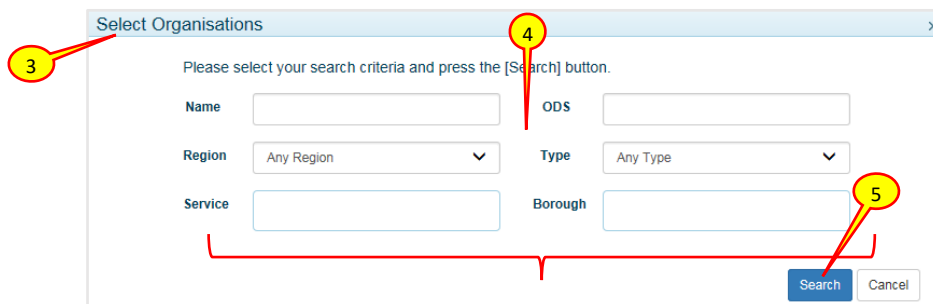 Select Organisations
4
3
Please select your search criteria and press the [Search] button.
Name ODS
Region Any Region Type Any Type
Service Borough
5
Search Cancel